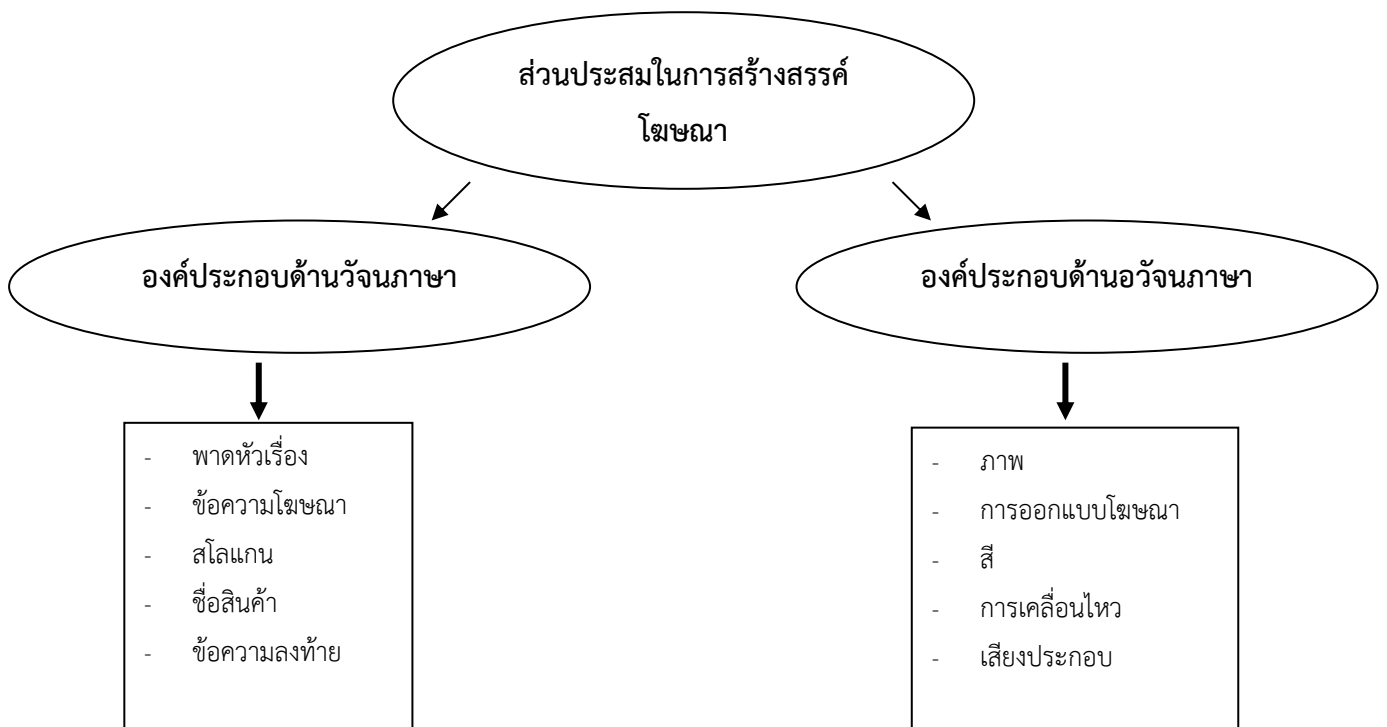 ส่วนประสมในการสร้างสรรค์
โฆษณา
องค์ประกอบด้านวัจนภาษา
องค์ประกอบด้านอวัจนภาษา
- พาดหัวเรื่อง
- ข้อความโฆษณา
- สโลแกน
- ชื่อสินค้า
- ข้อความลงท้าย
- ภาพ
- การออกแบบโฆษณา
- สี
- การเคลื่อนไหว
- เสียงประกอบ